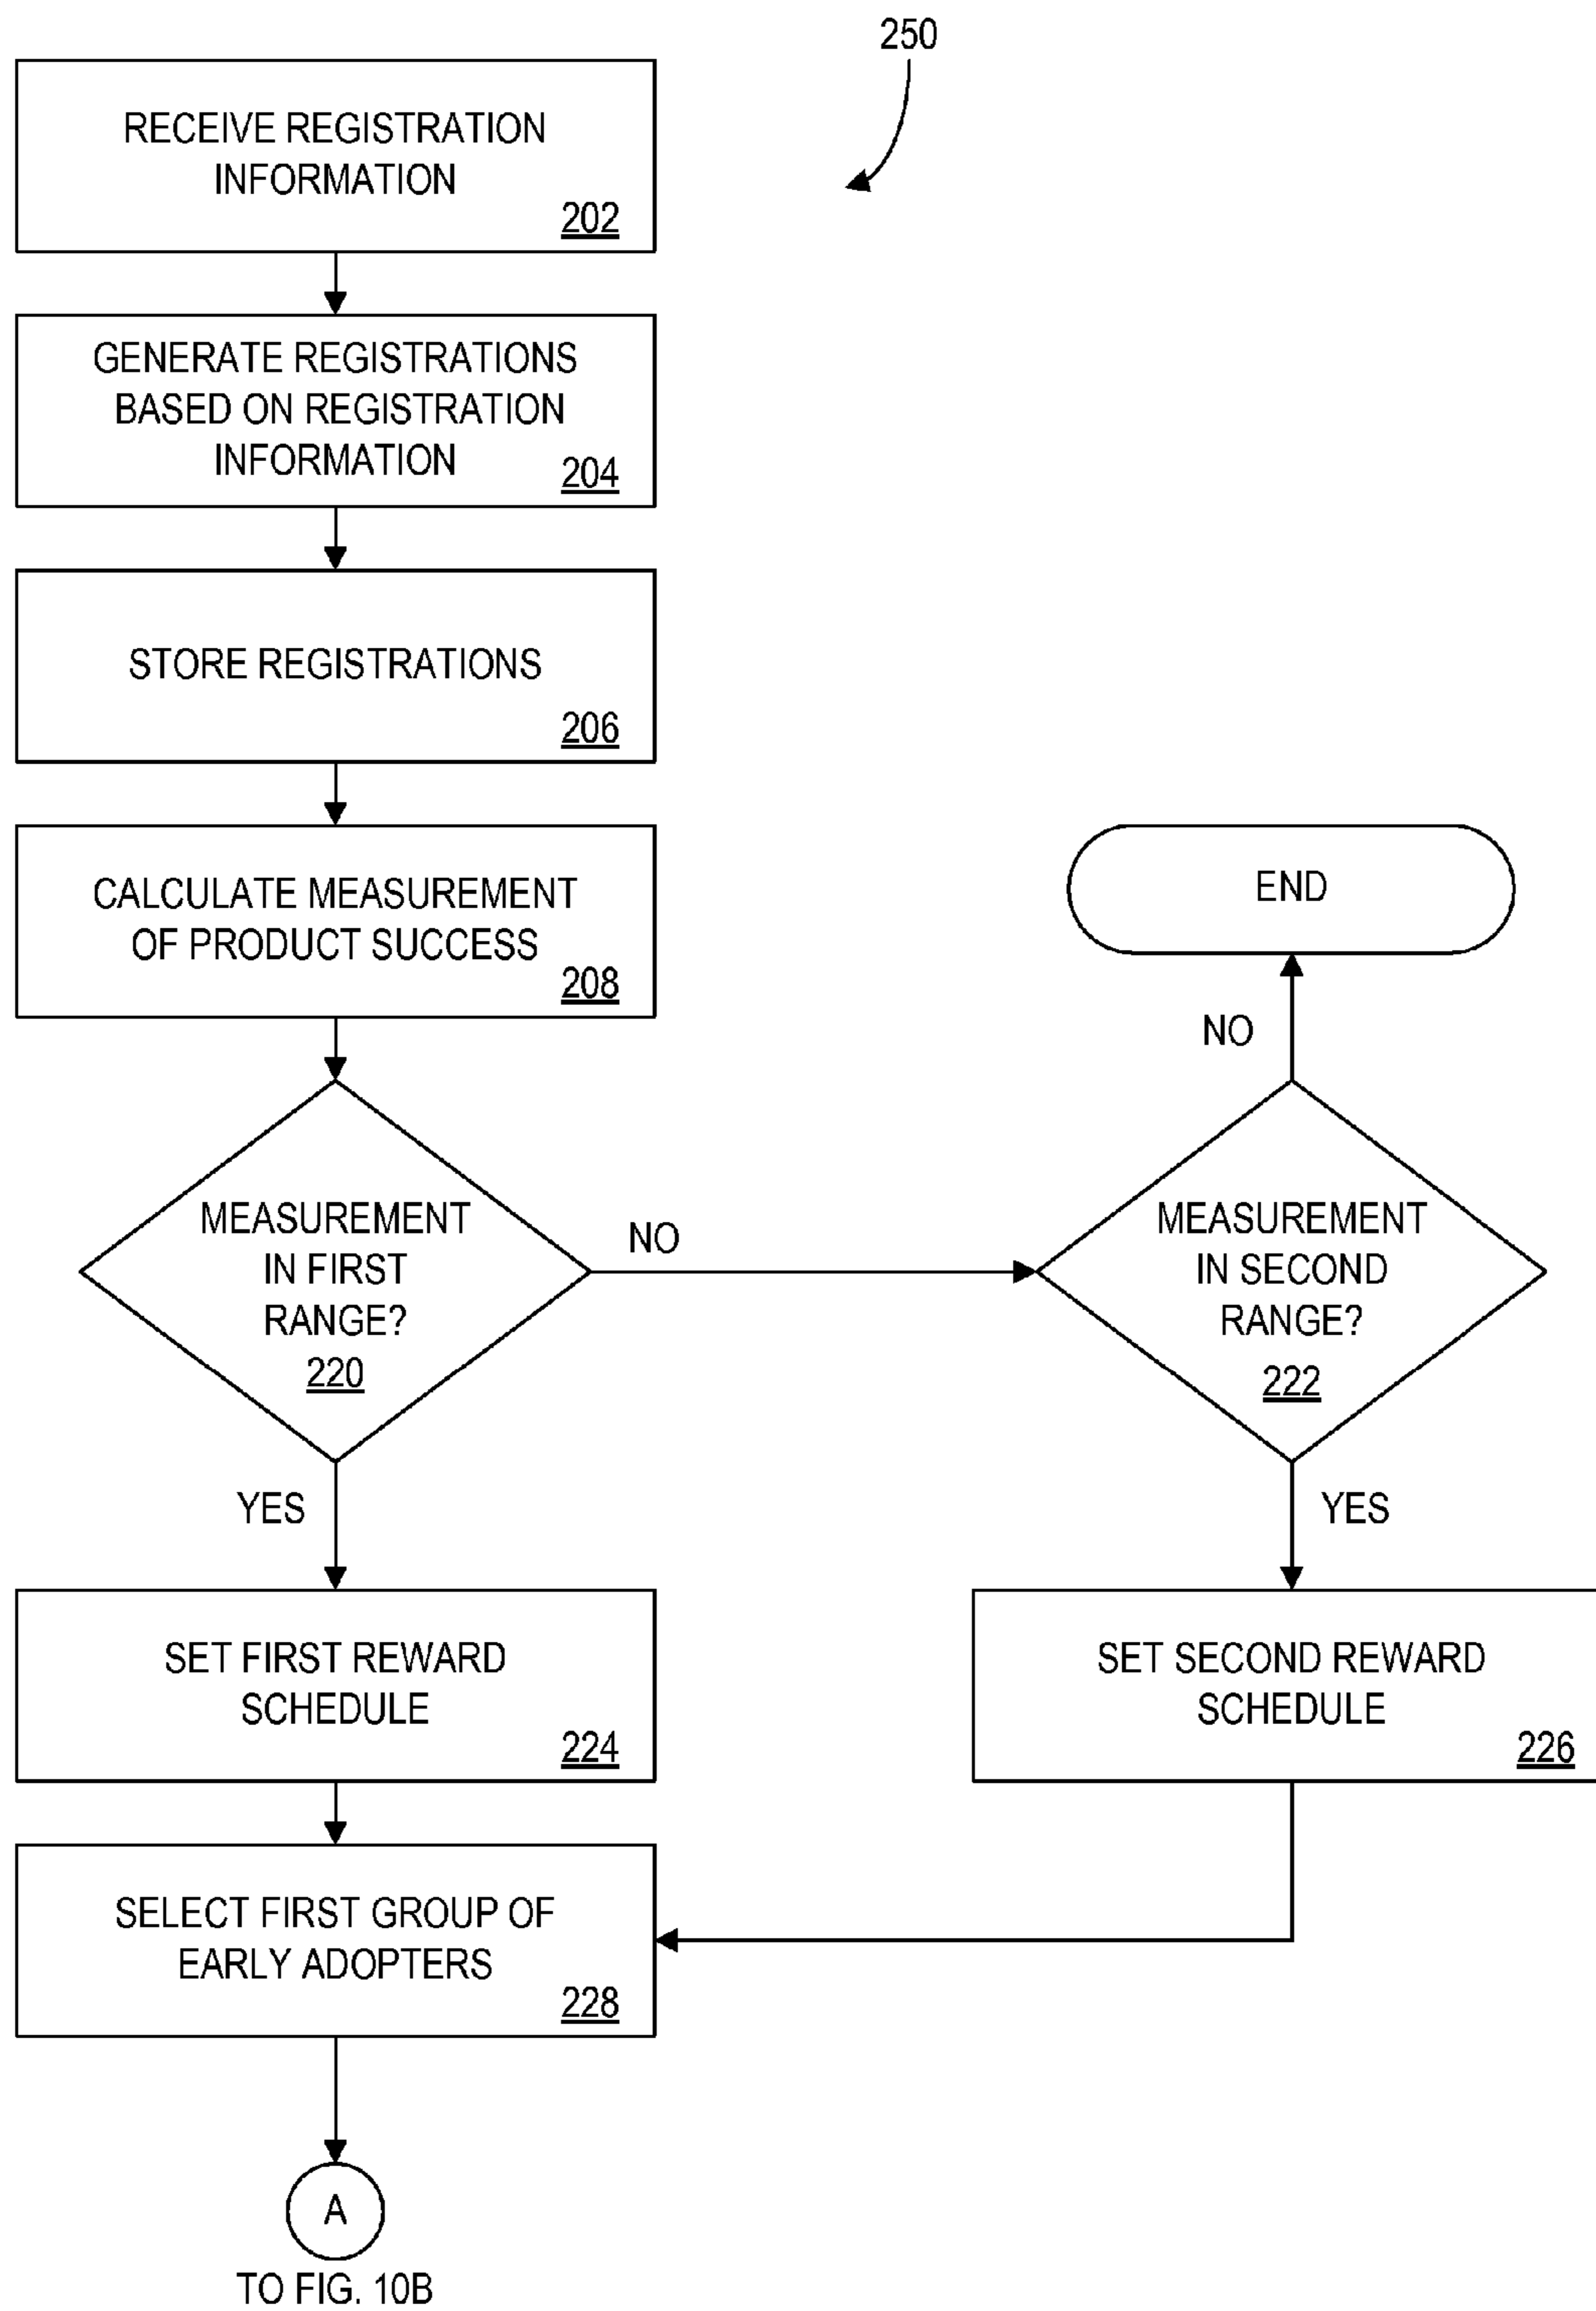 250
RECEIVE REGISTRATION
INFORMATION
202
GENERATE REGISTRATIONS
BASED ON REGISTRATION
INFORMATION
204
STORE REGISTRATIONS
206
CALCULATE MEASUREMENT
OF PRODUCT SUCCESS
208
END
NO
MEASUREMENT
IN FIRST
RANGE?
220
NO
MEASUREMENT
IN SECOND
RANGE?
222
YES
YES
SET FIRST REWARD
SCHEDULE
224
SET SECOND REWARD
SCHEDULE
226
SELECT FIRST GROUP OF
EARLY ADOPTERS
228
A
TO FIG. 10B